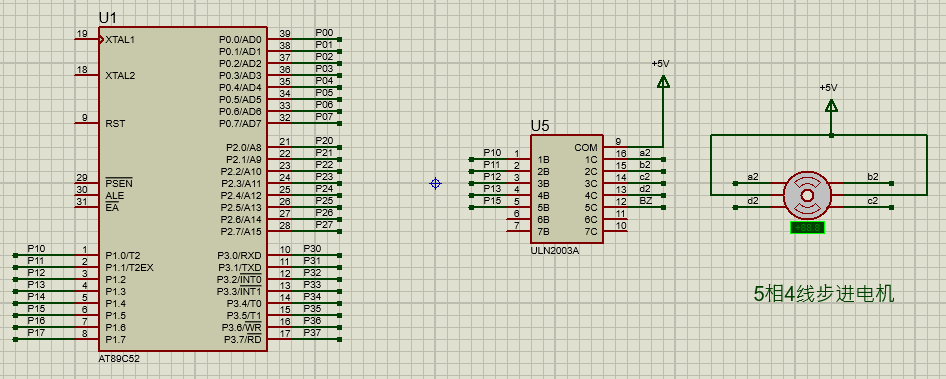 U1
19 XTAL1 P0.0/AD0 39 P00
P0.1/AD1 38 P01
P0.2/AD2 37 P02
18 XTAL2 P0.3/AD3 36 P03
P0.4/AD4 35 P04
P0.5/AD5 34 P05
P0.6/AD6 33 P06
9 RST P0.7/AD7 32 P07
P2.0/A8 21 P20
P2.1/A9 22 P21
P2.2/A10 23 P22
29 PSEN P2.3/A11 24 P23
30 ALE P2.4/A12 25 P24
31 EA P2.5/A13 26 P25
P2.6/A14 27 P26
P2.7/A15 28 P27
P10 1 P1.0/T2 P3.0/RXD 10 P30
P11 2 P1.1/T2EX P3.1/TXD 11 P31
P12 3 P1.2 P3.2/INT0 12 P32
P13 4 P1.3 P3.3/INT1 13 P33
P14 5 P1.4 P3.4/T0 14 P34
P15 6 P1.5 P3.5/T1 15 P35
P16 7 P1.6 P3.6/WR 16 P36
P17 8 P1.7 P3.7/RD 17 P37
AT89C52
+5V
U5
COM 9
P10 1 1B 1C 16 a2
P11 2 2B 2C 15 b2
P12 3 3B 3C 14 c2
P13 4 4B 4C 13 d2
P15 5 5B 5C 12 BZ
6 6B 6C 11
7 7B 7C 10
ULN2003A
+5V
a2 b2
d2 c2
5相4线步进电机